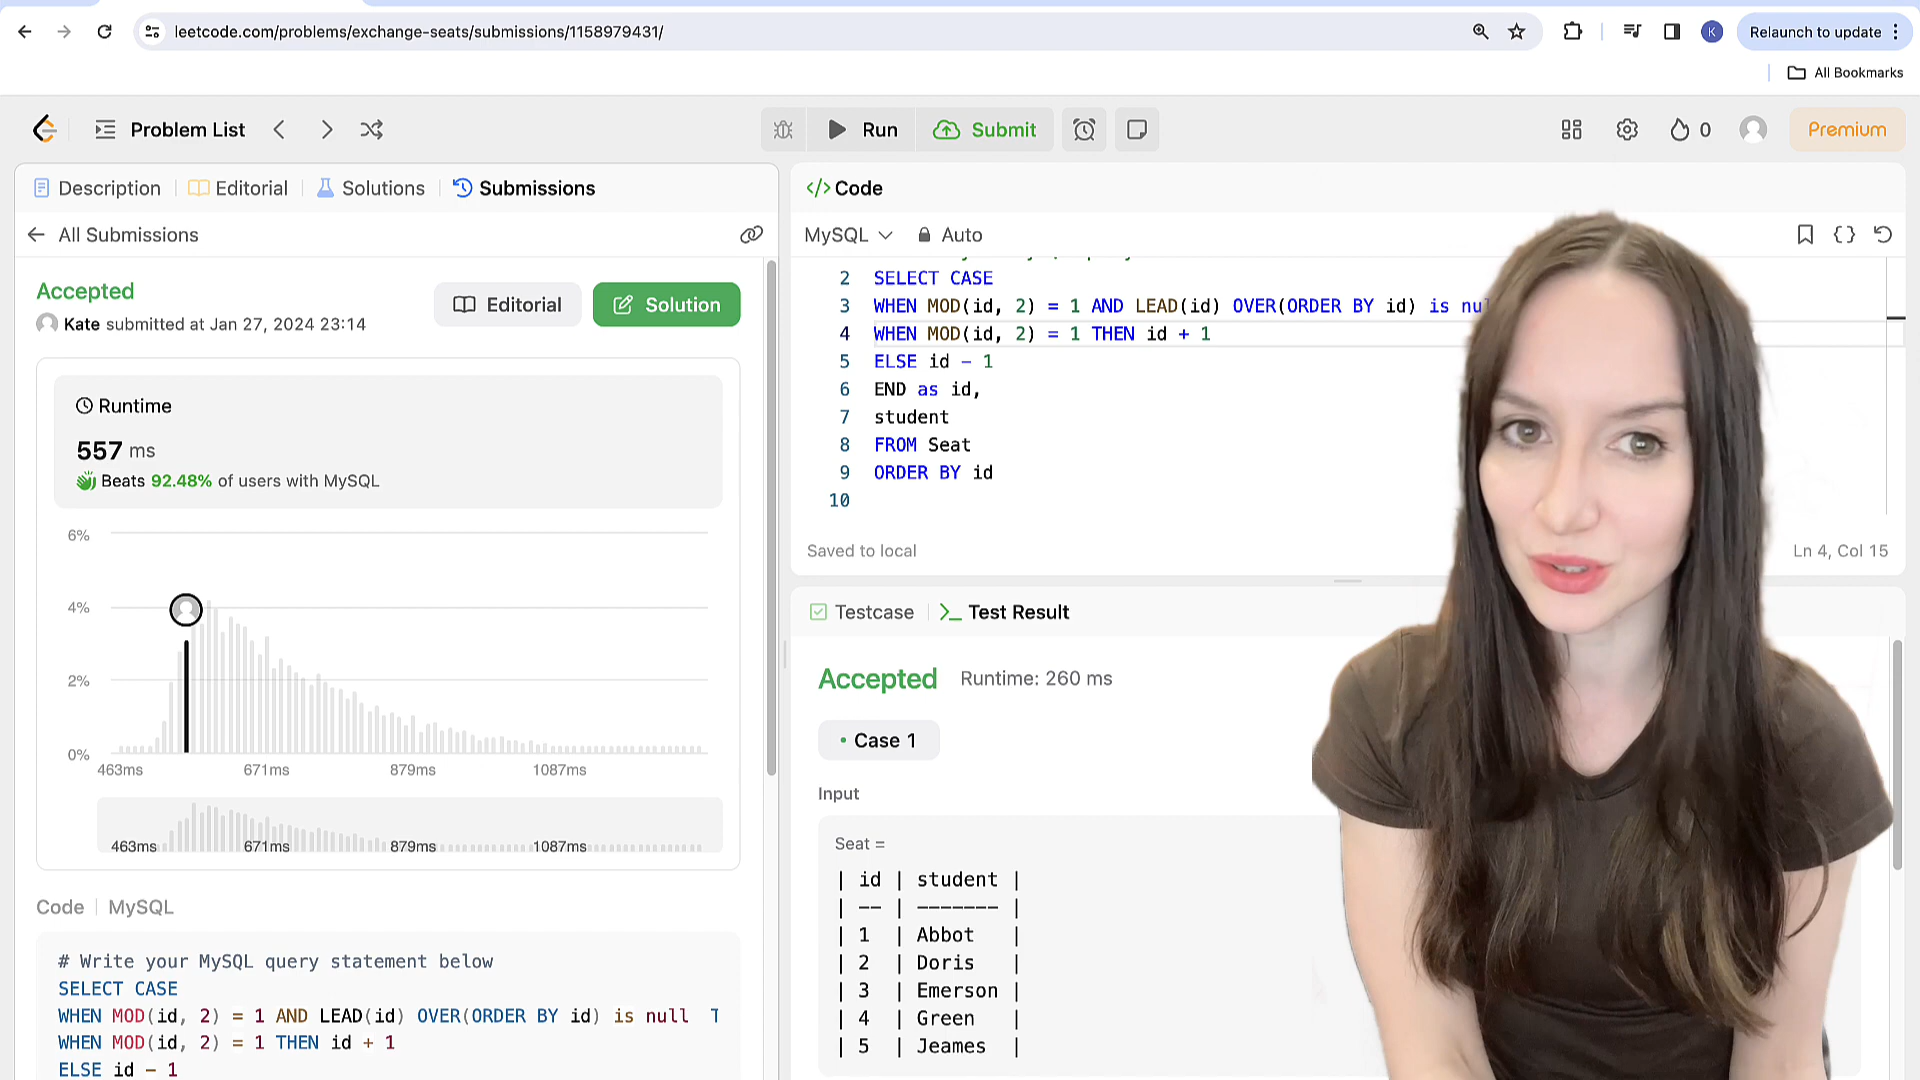 leetcode.com/problems/exchange-seats/submissions/1158979431/
K
Relaunch to update
All Bookmarks
Problem List
Run
Submit
0
Premium
Description
Editorial
Solutions
Submissions
All Submissions
Accepted
Kate submitted at Jan 27, 2024 23:14
Editorial
Solution
Runtime
557 ms
Beats 92.48% of users with MySQL
6%
4%
2%
0%
463ms 671ms 879ms 1087ms
463ms 671ms 879ms 1087ms
Code MySQL
# Write your MySQL query statement below
SELECT CASE
WHEN MOD(id, 2) = 1 AND LEAD(id) OVER(ORDER BY id) is null T
WHEN MOD(id, 2) = 1 THEN id + 1
ELSE id - 1
</> Code
MySQL
Auto
2 SELECT CASE
3 WHEN MOD(id, 2) = 1 AND LEAD(id) OVER(ORDER BY id) is nu
4 WHEN MOD(id, 2) = 1 THEN id + 1
5 ELSE id - 1
6 END as id,
7 student
8 FROM Seat
9 ORDER BY id
10
Saved to local
Ln 4, Col 15
Testcase
Test Result
Accepted Runtime: 260 ms
• Case 1
Input
Seat =
| id | student |
| -- | ------- |
| 1 | Abbot |
| 2 | Doris |
| 3 | Emerson |
| 4 | Green |
| 5 | Jeames |